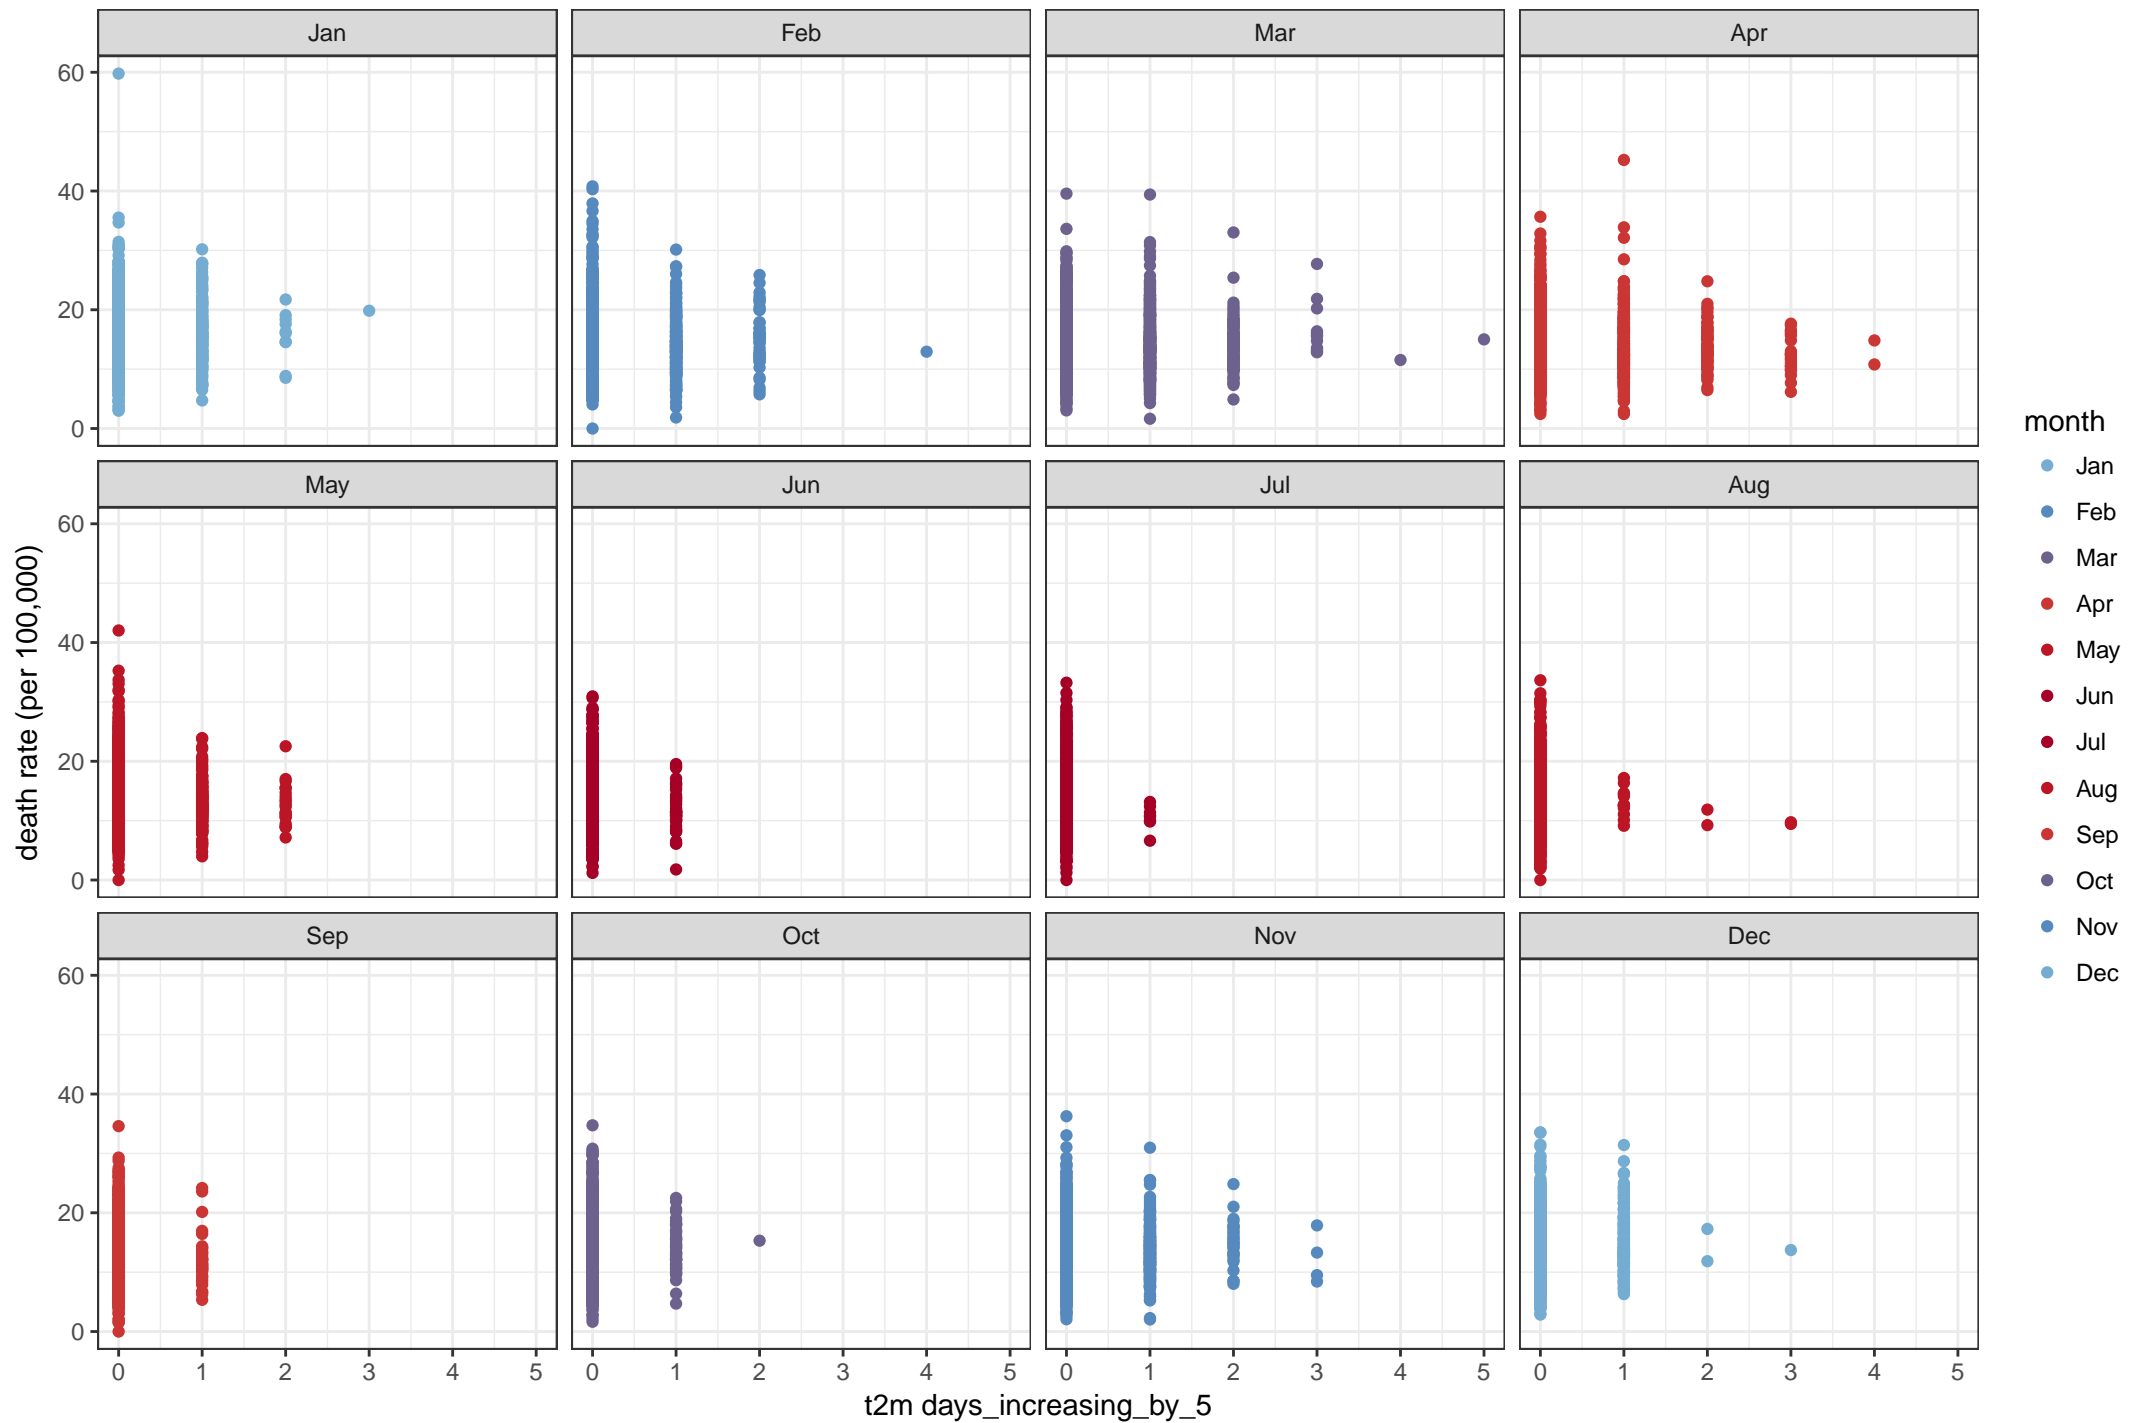 Jan Feb Mar Apr
60
40
20
0
May Jun Jul Aug
60
40
20
0
Sep Oct Nov Dec
60
40
20
0
0 1 2 3 4 5 0 1 2 3 4 5 0 1 2 3 4 5 0 1 2 3 4 5
t2m days_increasing_by_5
death rate (per 100,000)
month
Jan
Feb
Mar
Apr
May
Jun
Jul
Aug
Sep
Oct
Nov
Dec